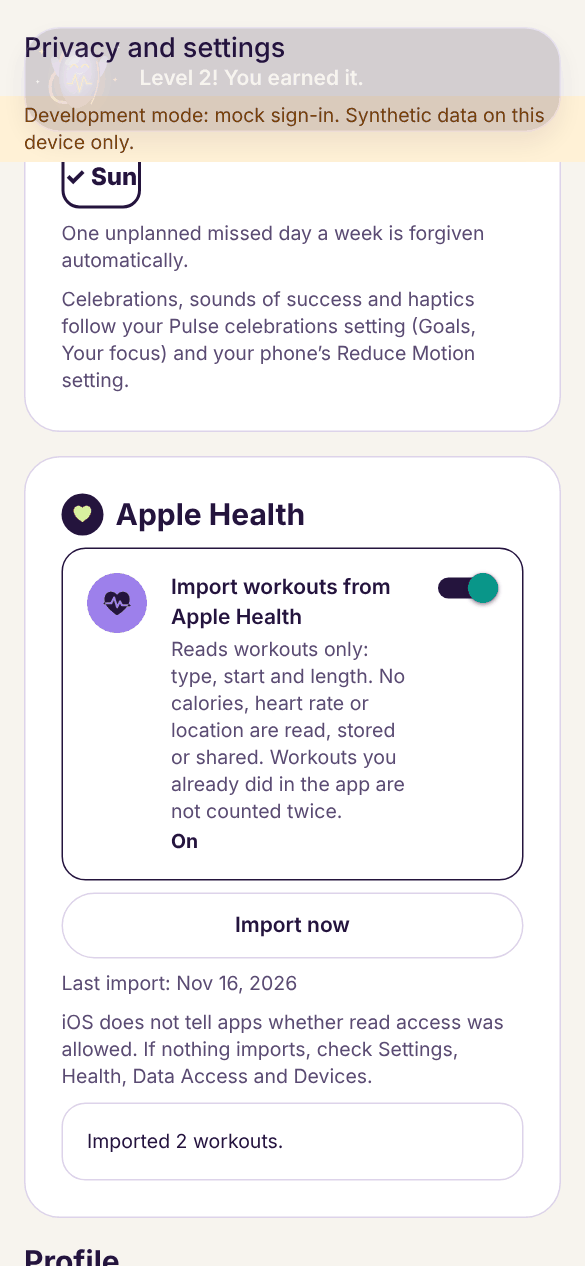 Privacy and settings
Level 2! You earned it.
Development mode: mock sign-in. Synthetic data on this
device only.
✓ Sun
One unplanned missed day a week is forgiven
automatically.
Celebrations, sounds of success and haptics
follow your Pulse celebrations setting (Goals,
Your focus) and your phone’s Reduce Motion
setting.
Apple Health
Import workouts from
Apple Health
Reads workouts only:
type, start and length. No
calories, heart rate or
location are read, stored
or shared. Workouts you
already did in the app are
not counted twice.
On
Import now
Last import: Nov 16, 2026
iOS does not tell apps whether read access was
allowed. If nothing imports, check Settings,
Health, Data Access and Devices.
Imported 2 workouts.
Profile